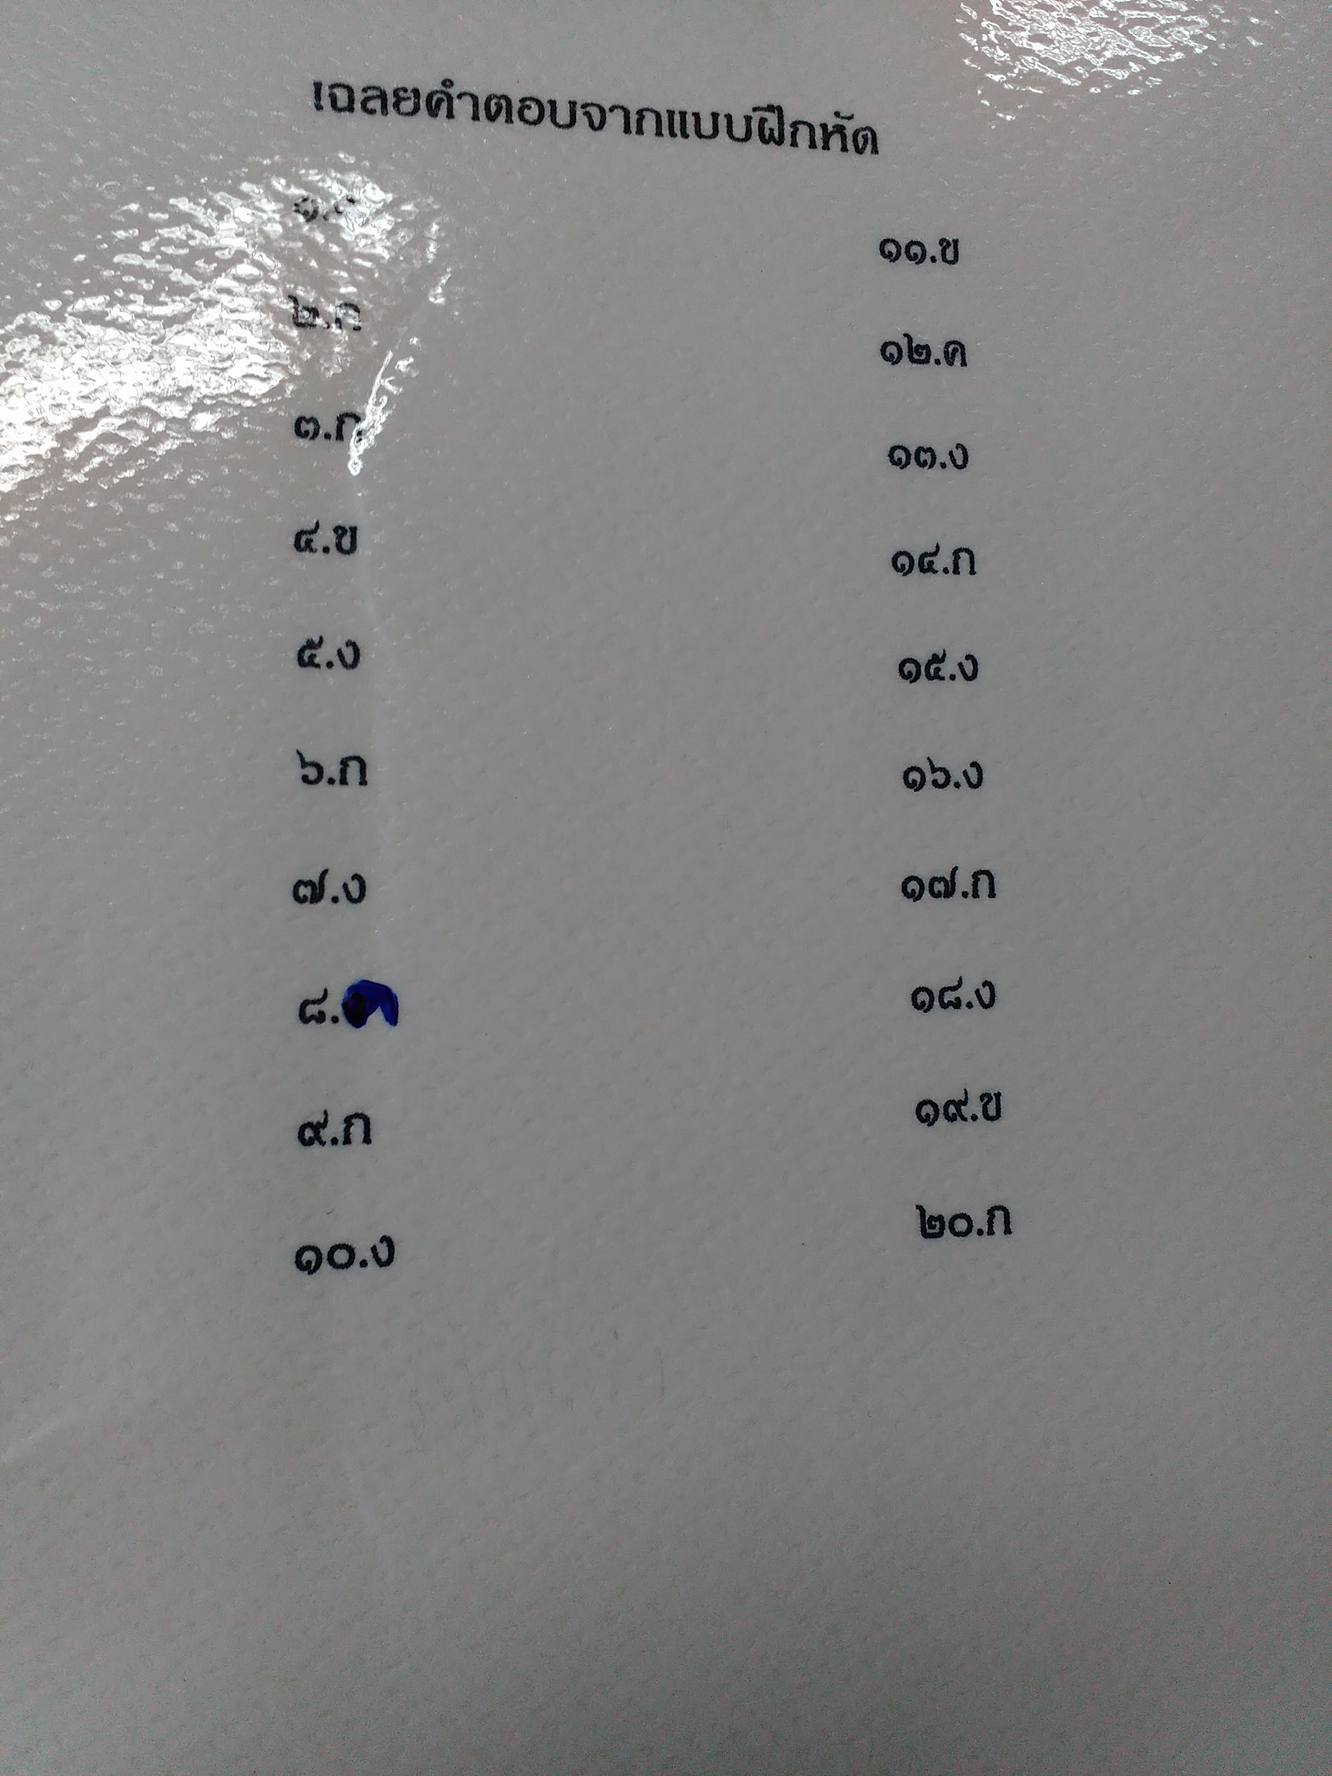 เฉลยคำตอบจากแบบฝึกหัด
๒.ก
๓.ก
๔.ข
๕.ง
๖.ก
๗.ง
๘.
๙.ก
๑๐.ง
๑๑.ข
๑๒.ค
๑๓.ง
๑๔.ก
๑๕.ง
๑๖.ง
๑๗.ก
๑๘.ง
๑๙.ข
๒๐.ก